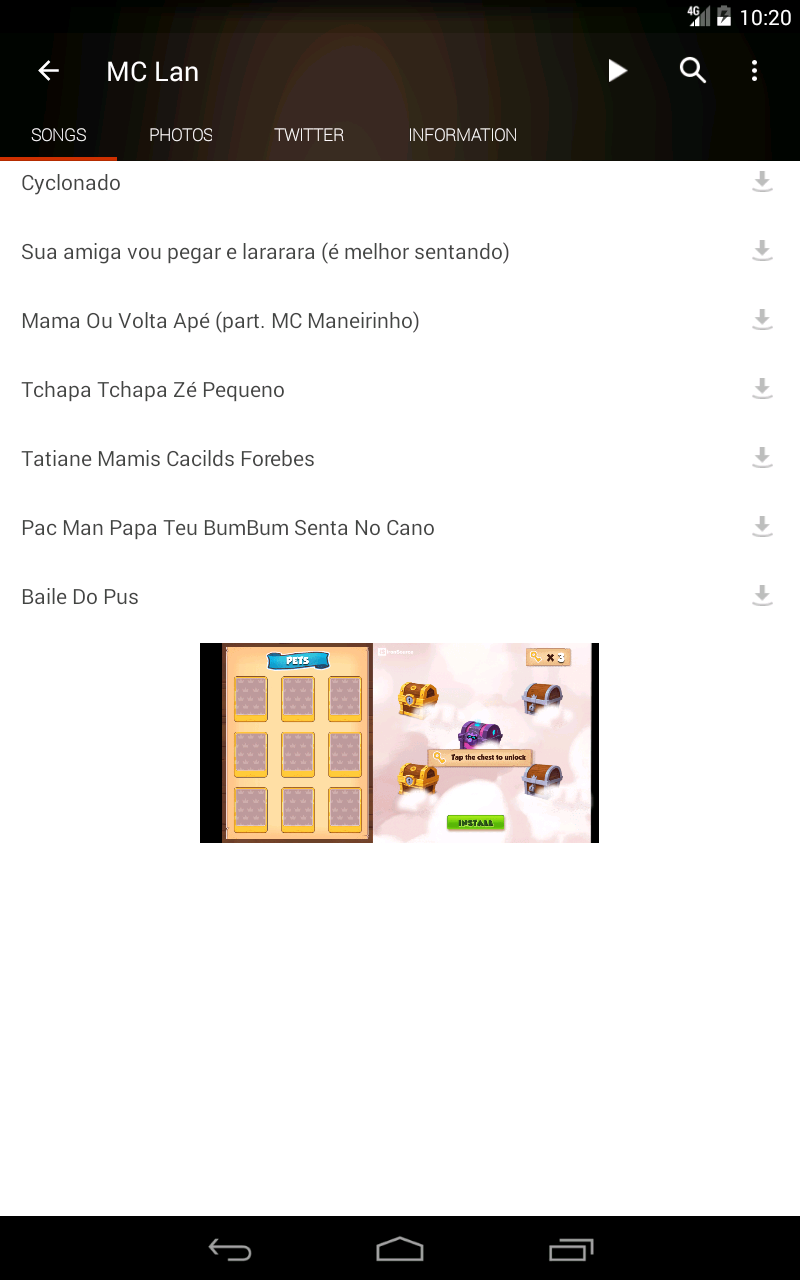 4G 10:20
MC Lan
SONGS PHOTOS TWITTER INFORMATION
Cyclonado
Sua amiga vou pegar e lararara (é melhor sentando)
Mama Ou Volta Apé (part. MC Maneirinho)
Tchapa Tchapa Zé Pequeno
Tatiane Mamis Cacilds Forebes
Pac Man Papa Teu BumBum Senta No Cano
Baile Do Pus
PETS
× 3
Tap the chest to unlock
INSTALL